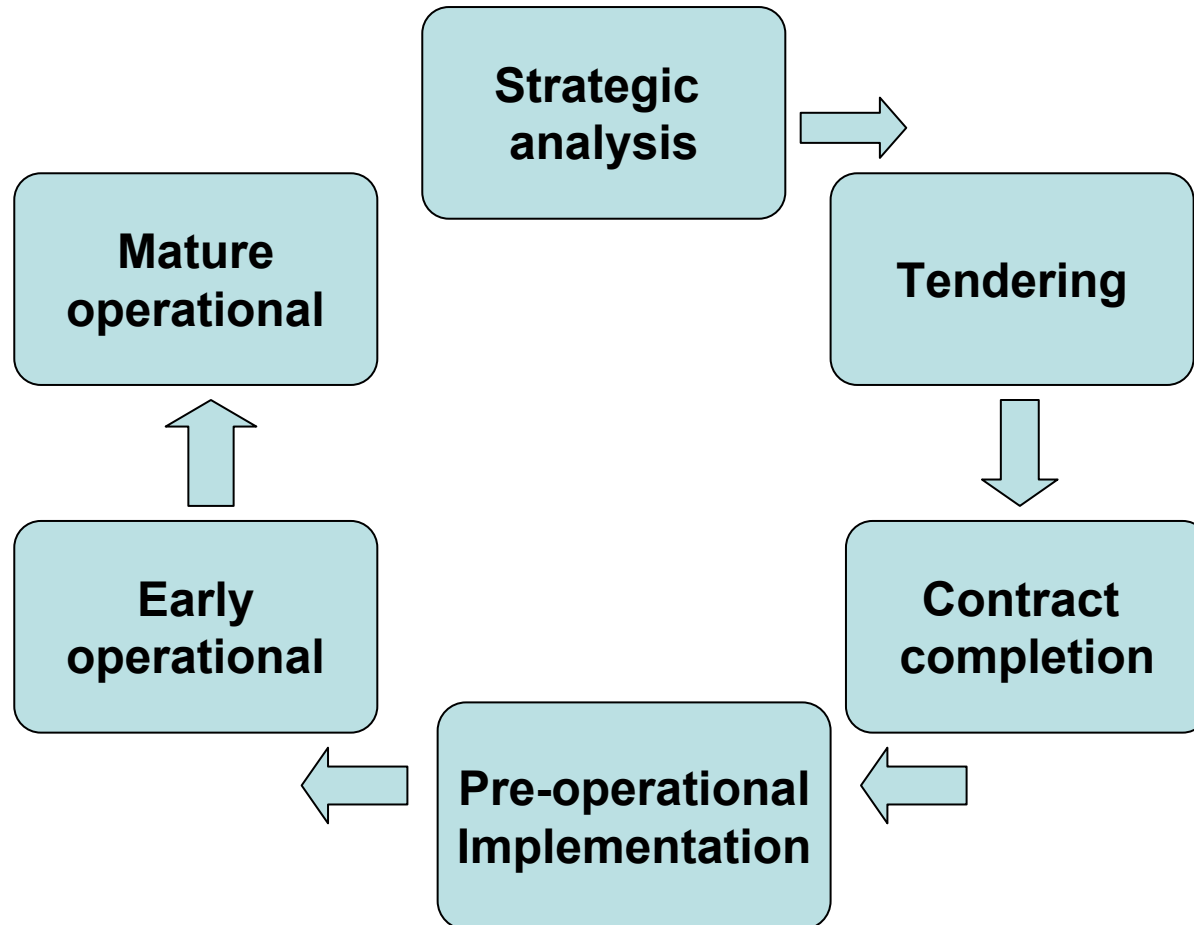 Strategic
analysis
Tendering
Contract
completion
Pre-operational
Implementation
Early
operational
Mature
operational